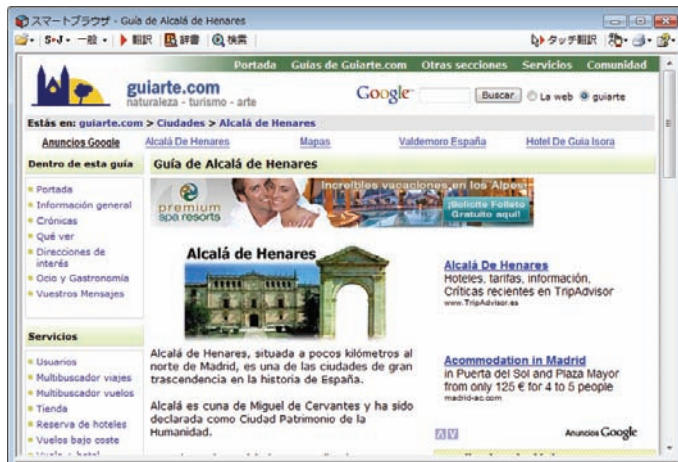 スマートブラウザ - Guía de Alcalá de Henares
S▸J 一般 翻訳 辞書 検索 タッチ翻訳
Portada Guías de Guiarte.com Otras secciones Servicios Comunidad
guiarte.com
naturaleza - turismo - arte
Google Buscar La web guiarte
Estás en: guiarte.com > Ciudades > Alcalá de Henares
Anuncios Google Alcalá De Henares Mapas Valdemoro España Hotel De Guia Isora
Dentro de esta guía
Portada
Información general
Crónicas
Qué ver
Direcciones de
interés
Ocio y Gastronomía
Vuestros Mensajes
Servicios
Usuarios
Multibuscador viajes
Multibuscador vuelos
Tienda
Reserva de hoteles
Vuelos bajo coste
Vuelo + hotel
Guía de Alcalá de Henares
premium
spa resorts
Increíbles vacaciones en los Alpes
¡Solicite Folleto
Gratuito aquí!
Alcalá de Henares
Alcalá de Henares, situada a pocos kilómetros al
norte de Madrid, es una de las ciudades de gran
trascendencia en la historia de España.
Alcalá es cuna de Miguel de Cervantes y ha sido
declarada como Ciudad Patrimonio de la
Humanidad.
Alcalá De Henares
Hoteles, tarifas, información,
Críticas recientes en TripAdvisor
www.TripAdvisor.es
Acommodation in Madrid
in Puerta del Sol and Plaza Mayor
from only 125 € for 4 to 5 people
madrid-ac.com
Anuncios Google